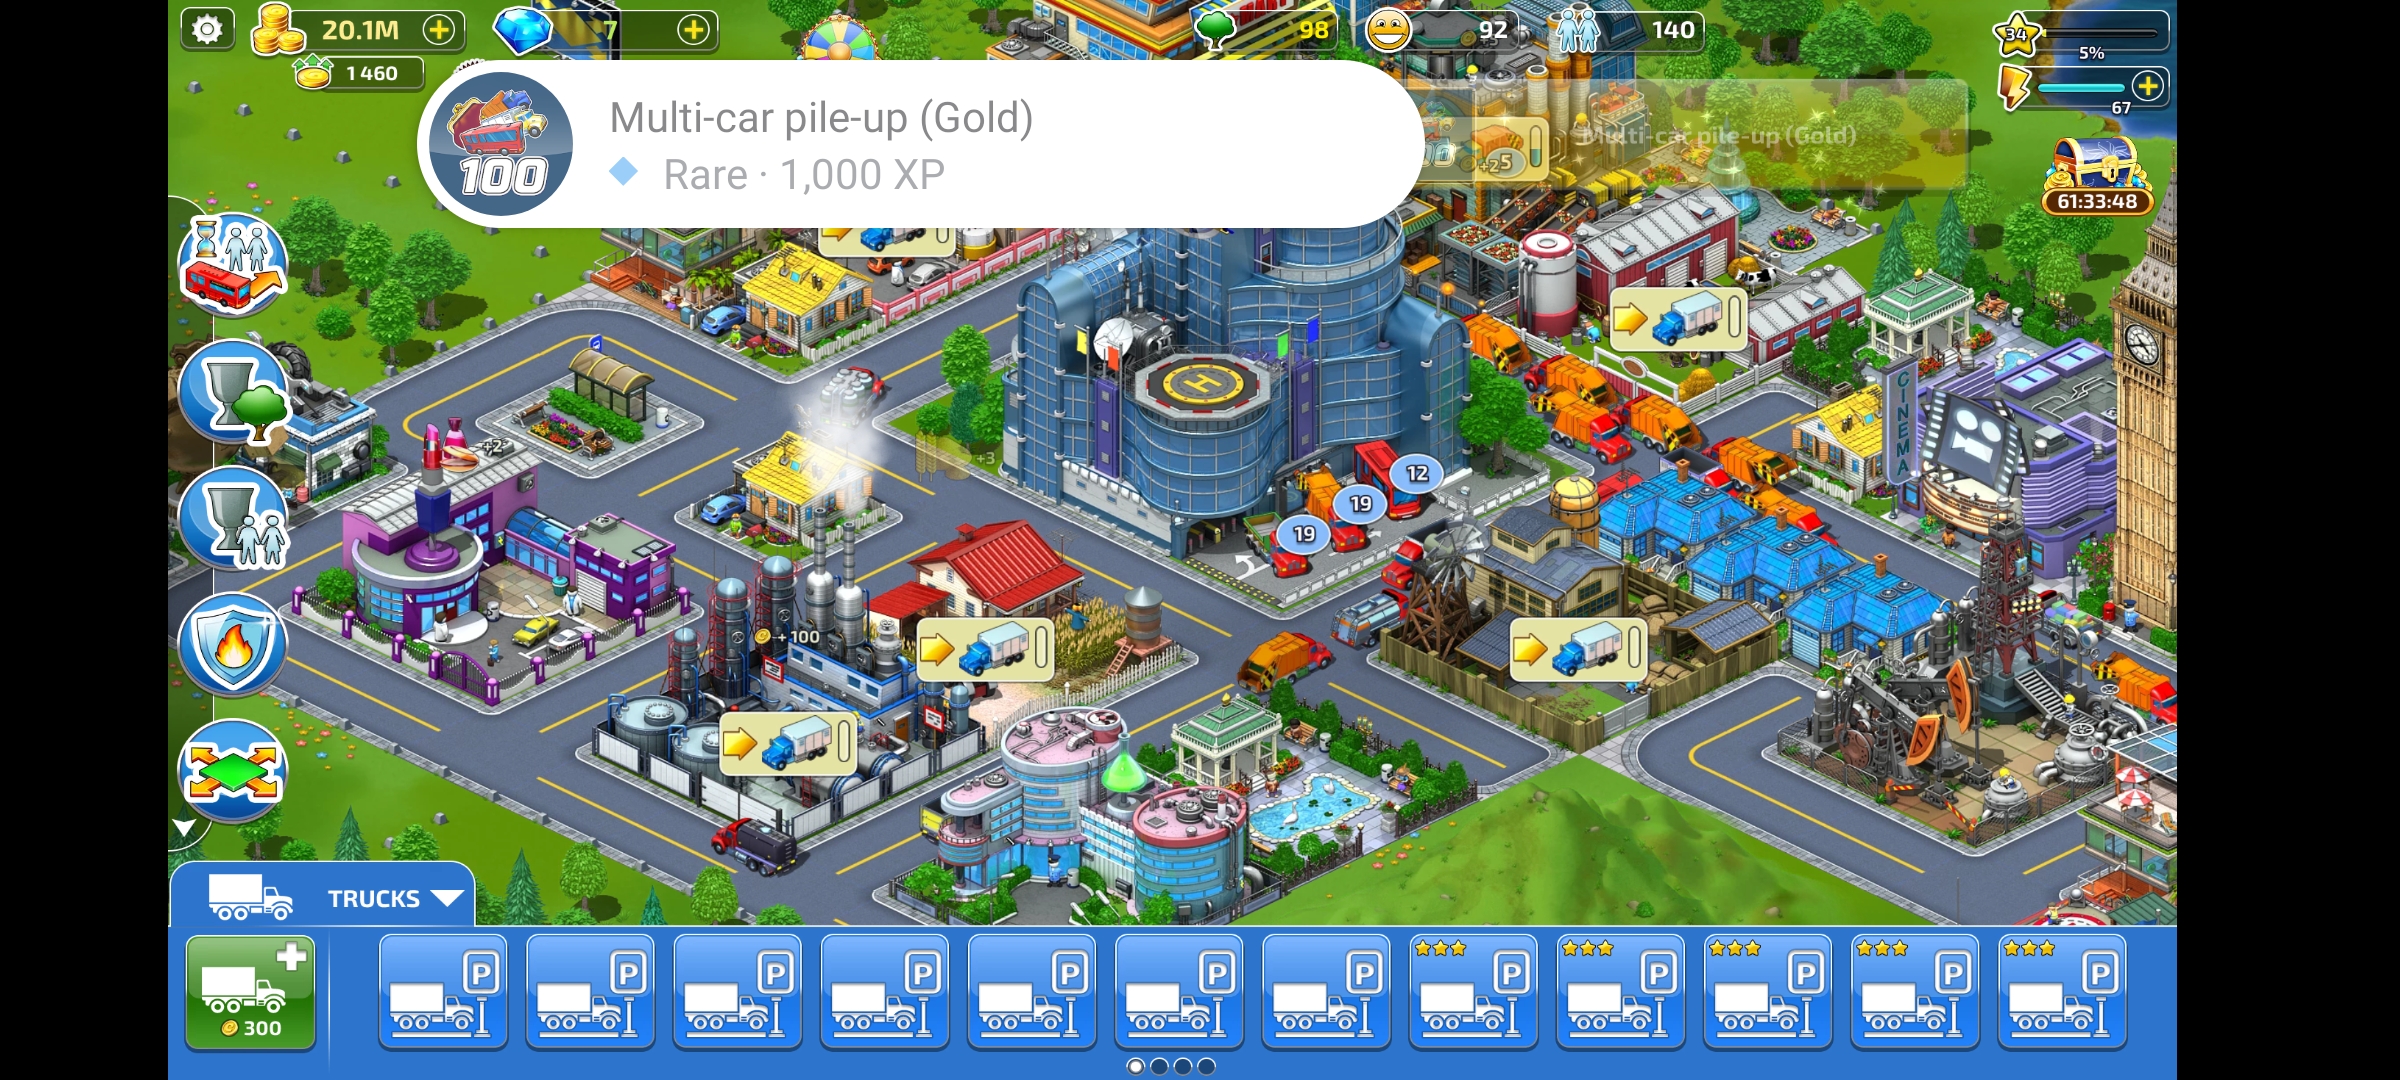 20.1M
7
98
92
140
34
5%
1 460
67
Multi-car pile-up (Gold)
Rare · 1,000 XP
100
Multi-car pile-up (Gold)
+25
61:33:48
CINEMA
H
12
19
19
+2
+3
+100
TRUCKS
300
P
P
P
P
P
P
P
P
P
P
P
P